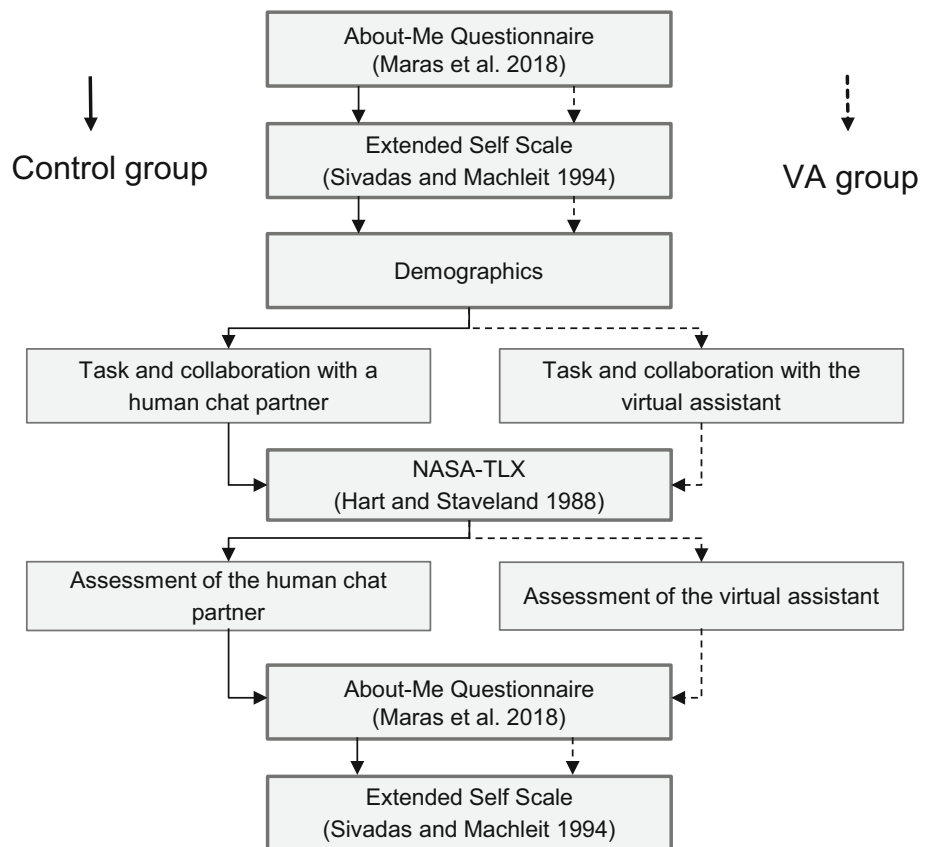 About-Me Questionnaire
(Maras et al. 2018)
Control group
VA group
Extended Self Scale
(Sivadas and Machleit 1994)
Demographics
Task and collaboration with a
human chat partner
Task and collaboration with the
virtual assistant
NASA-TLX
(Hart and Staveland 1988)
Assessment of the human chat
partner
Assessment of the virtual assistant
About-Me Questionnaire
(Maras et al. 2018)
Extended Self Scale
(Sivadas and Machleit 1994)